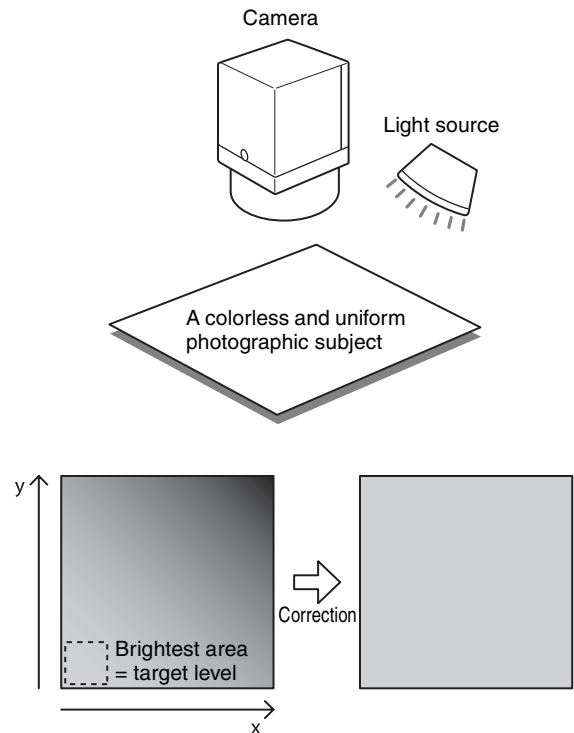 Camera
Light source
A colorless and uniform
photographic subject
y
Brightest area
= target level
Correction
x